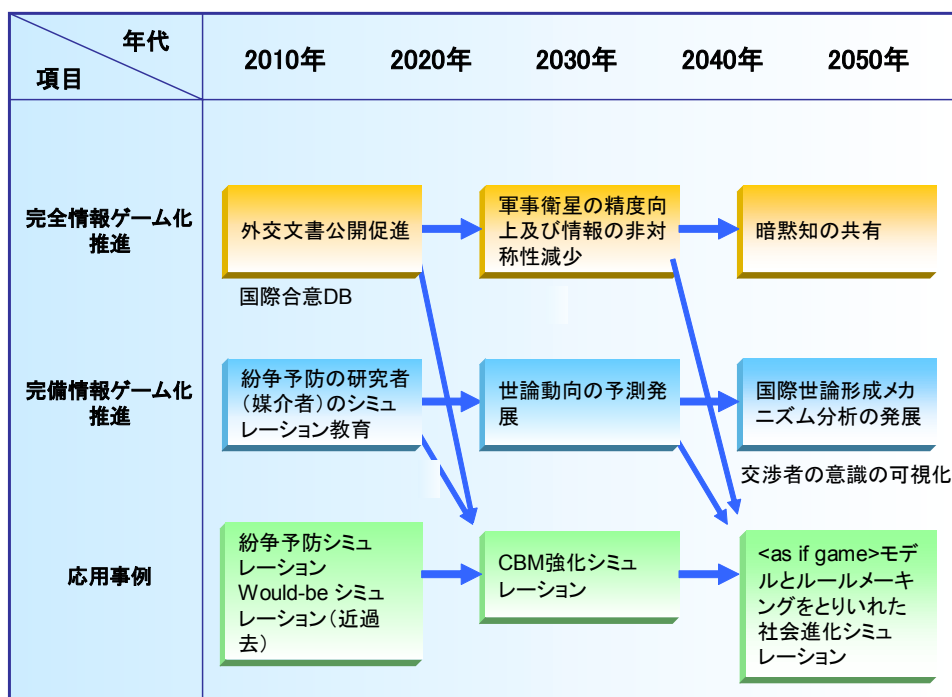 年代
項目
2010年 2020年 2030年 2040年 2050年
完全情報ゲーム化
推進
外交文書公開促進
軍事衛星の精度向
上及び情報の非対
称性減少
暗黙知の共有
国際合意DB
完備情報ゲーム化
推進
紛争予防の研究者
(媒介者)のシミュ
レーション教育
世論動向の予測発
展
国際世論形成メカ
ニズム分析の発展
交渉者の意識の可視化
応用事例
紛争予防シミュ
レーション
Would-be シミュ
レーション(近過
去)
CBM強化シミュ
レーション
<as if game>モデ
ルとルールメーキ
ングをとりいれた
社会進化シミュ
レーション